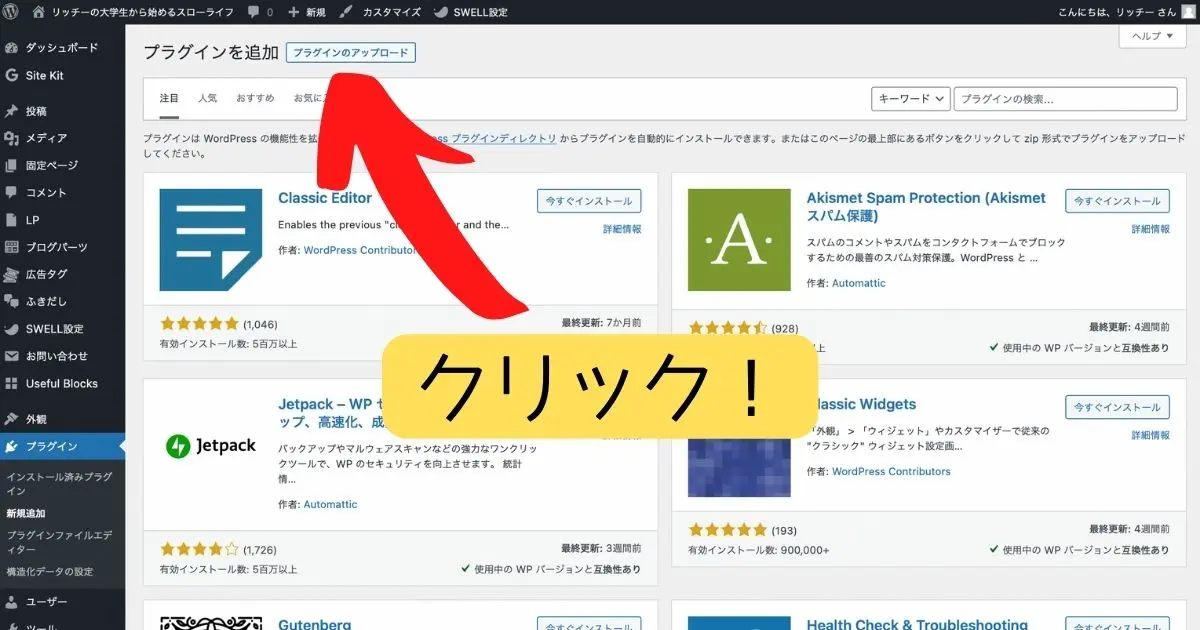 リッチーの大学生から始めるスローライフ 0 新規 カスタマイズ SWELL設定 こんにちは、リッチー さん
ダッシュボード
Site Kit
投稿
メディア
固定ページ
コメント
LP
ブログパーツ
広告タグ
ふきだし
SWELL設定
お問い合わせ
Useful Blocks
外観
プラグイン
インストール済みプラグ
イン
新規追加
プラグインファイルエデ
ィター
構造化データの設定
ユーザー
ツール
ヘルプ ▼
プラグインを追加 プラグインのアップロード
注目 人気 おすすめ お気に
キーワード プラグインの検索...
プラグインは WordPress の機能性を拡 ss プラグインディレクトリ からプラグインを自動的にインストールできます。またはこのページの最上部にあるボタンをクリックして zip 形式でプラグインをアップロード
してください。
Classic Editor
今すぐインストール
Enables the previous "cl r and the...
詳細情報
作者: WordPress Contributor
(1,046) 最終更新: 7か月前
有効インストール数: 5百万以上
Akismet Spam Protection (Akismet
スパム保護)
今すぐインストール
詳細情報
スパムのコメントやスパムをコンタクトフォームでブロック
するための最善のスパム対策保護。WordPress と ...
作者: Automattic
·A·
(928) 最終更新: 4週間前
以上 使用中の WP バージョンと互換性あり
クリック！
Jetpack – WP セ
ップ、高速化、成
Jetpack
バックアップやマルウェアスキャンなどの強力なワンクリ
ックツールで、WP のセキュリティを向上させます。 統計
情...
作者: Automattic
(1,726) 最終更新: 3週間前
有効インストール数: 5百万以上 使用中の WP バージョンと互換性あり
lassic Widgets
今すぐインストール
詳細情報
「外観」 > 「ウィジェット」やカスタマイザーで従来の
"クラシック" ウィジェット設定画...
作者: WordPress Contributors
(193) 最終更新: 4週間前
有効インストール数: 900,000+ 使用中の WP バージョンと互換性あり
Gutenberg
今すぐインストール
Health Check & Troubleshooting
今すぐインストール